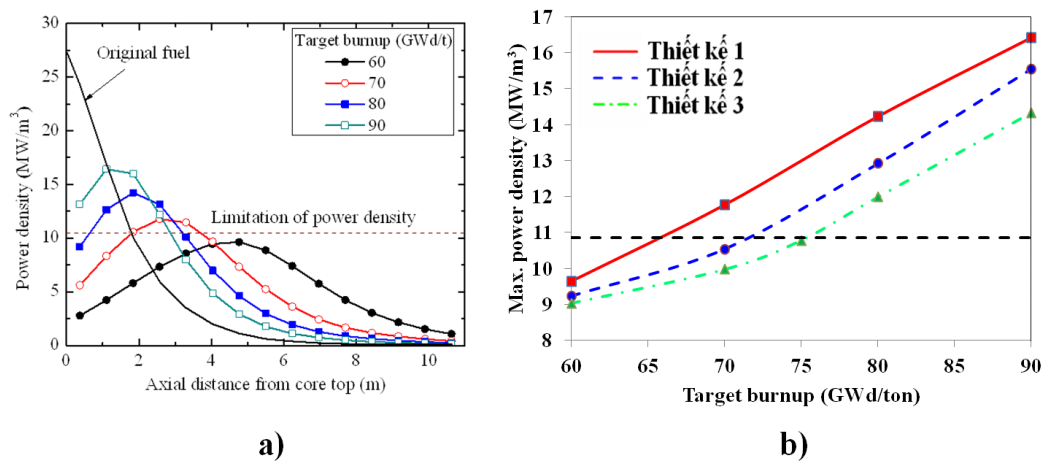 Power density (MW/m³)
30
25
20
15
10
5
0
Original fuel
Target burnup (GWd/t)
60
70
80
90
Limitation of power density
0 2 4 6 8 10
Axial distance from core top (m)
a)
Max. power density (MW/m³)
17
16
15
14
13
12
11
10
9
8
Thiết kế 1
Thiết kế 2
Thiết kế 3
60 65 70 75 80 85 90
Target burnup (GWd/ton)
b)